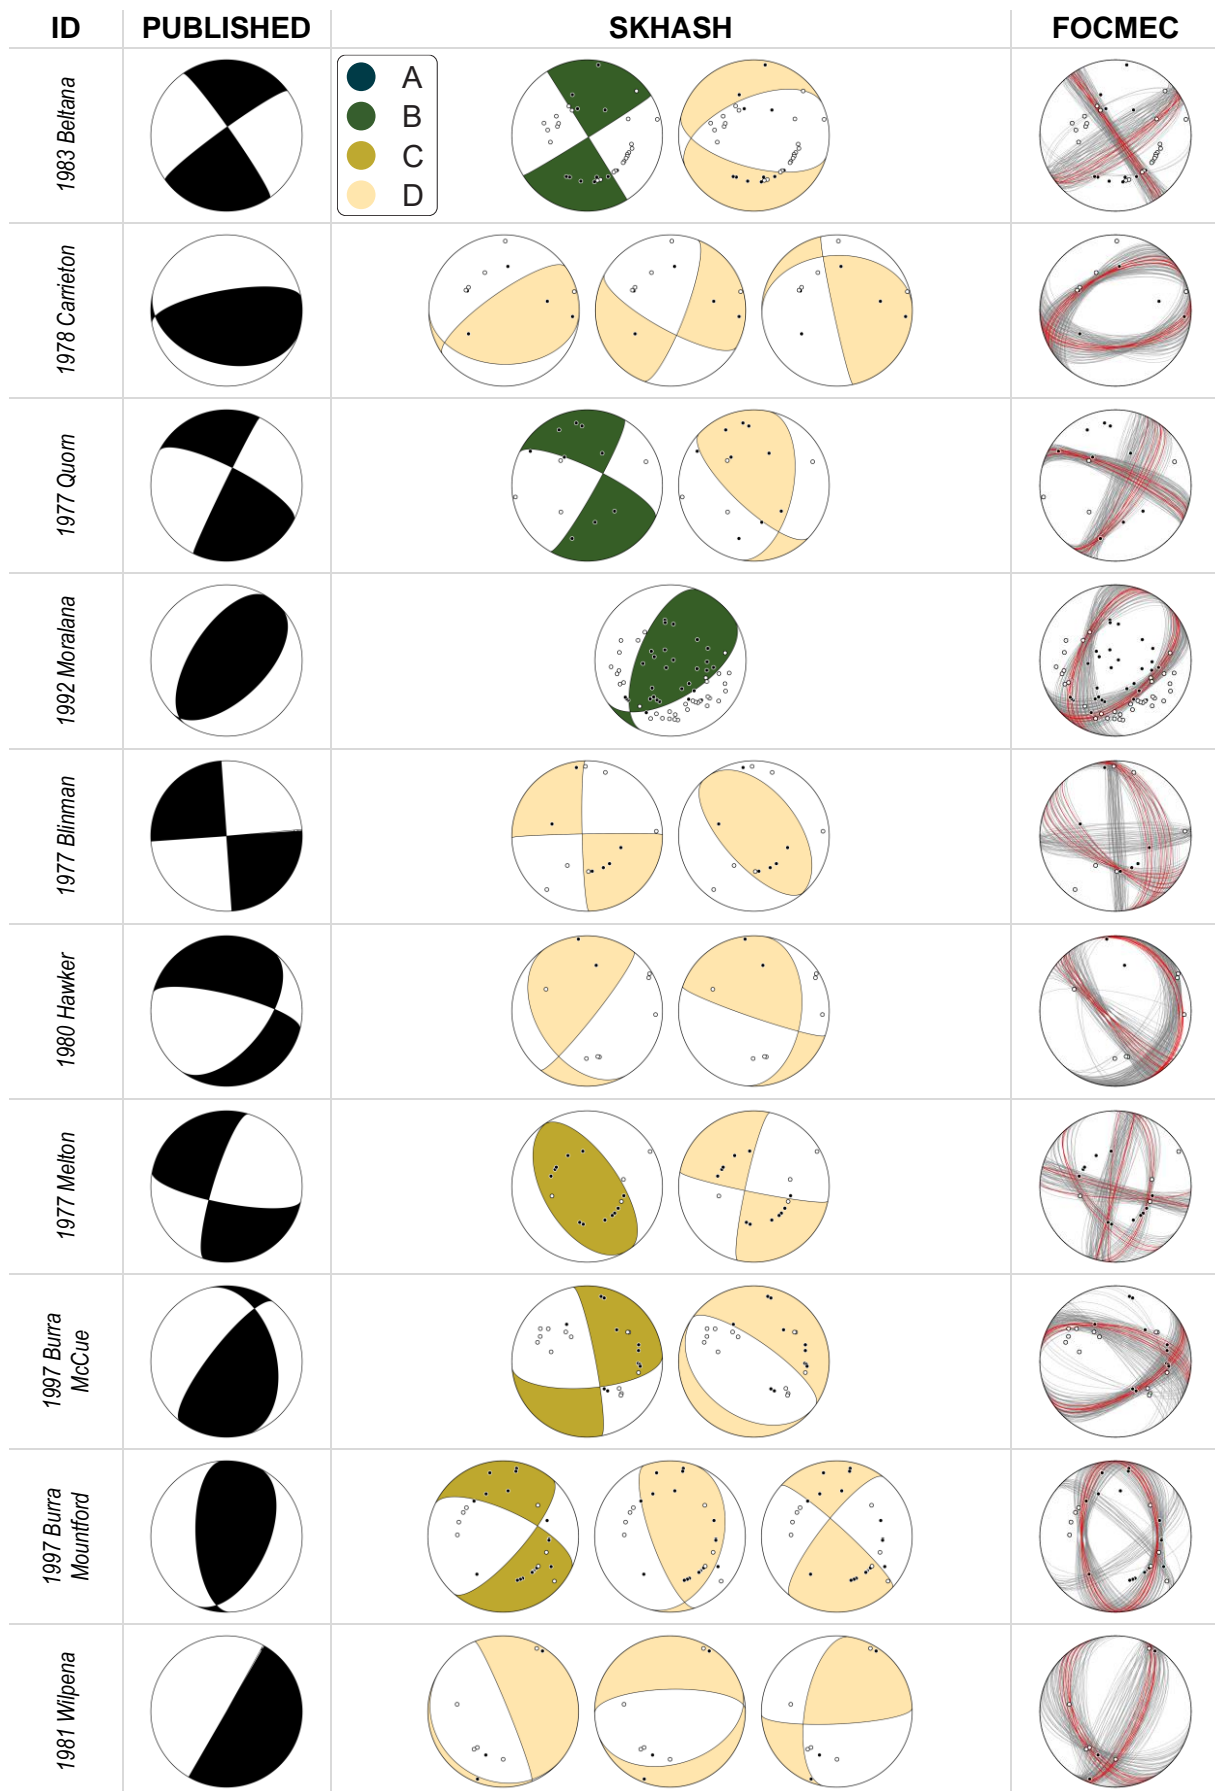 ID PUBLISHED SKHASH FOCMEC
1983 Beltana
A
B
C
D
1978 Carrieton
1977 Quorn
1992 Moralana
1977 Blinman
1980 Hawker
1977 Melton
1997 Burra
McCue
1997 Burra
Mountford
1981 Wilpena